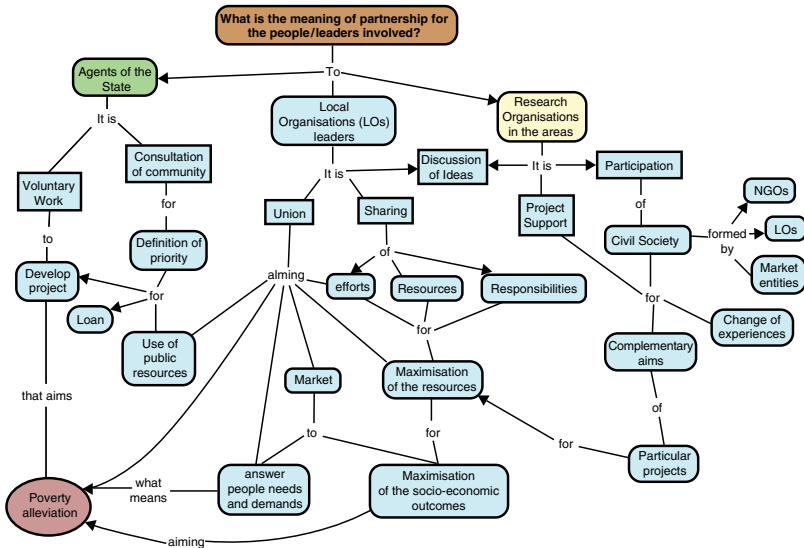 What is the meaning of partnership for
the people/leaders involved?
Agents of the
State
To
Local
Organisations (LOs)
leaders
Research
Organisations
in the areas
It is
Voluntary
Work
Consultation
of community
It is
Discussion
of Ideas
It is
Participation
Union
Sharing
Project
Support
NGOs
to
for
of
Civil Society
formed
by
LOs
Market
entities
Develop
project
Definition of
priority
alming
of
efforts
Resources
Responsibilities
for
Loan
for
for
Change of
experiences
Use of
public
resources
Complementary
aims
Market
Maximisation
of the resources
that aims
to
for
of
for
Particular
projects
Poverty
alleviation
what
means
answer
people needs
and demands
Maximisation
of the socio-economic
outcomes
aiming